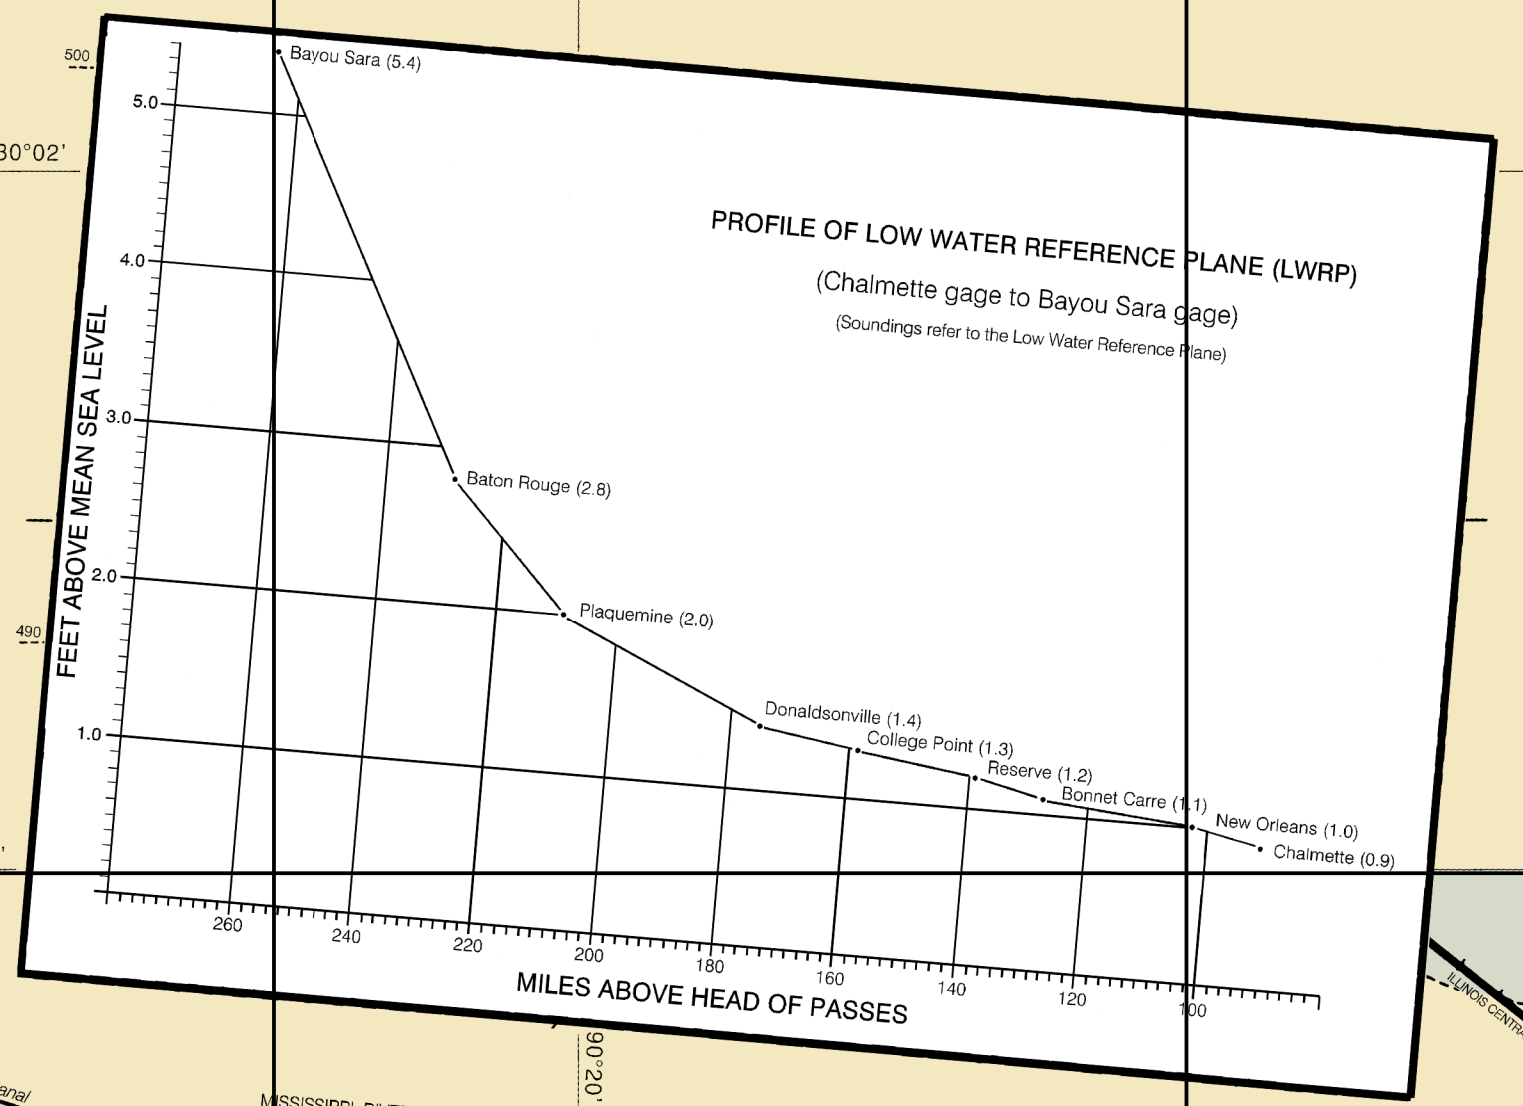 500
30°02'
490
PROFILE OF LOW WATER REFERENCE PLANE (LWRP)
(Chalmette gage to Bayou Sara gage)
(Soundings refer to the Low Water Reference Plane)
FEET ABOVE MEAN SEA LEVEL
5.0
4.0
3.0
2.0
1.0
Bayou Sara (5.4)
Baton Rouge (2.8)
Plaquemine (2.0)
Donaldsonville (1.4)
College Point (1.3)
Reserve (1.2)
Bonnet Carre (1.1)
New Orleans (1.0)
Chalmette (0.9)
260
240
220
200
180
160
140
120
100
MILES ABOVE HEAD OF PASSES
90°20'
ILLINOIS CENTRA
anal
MISSISSIPPI RIVE